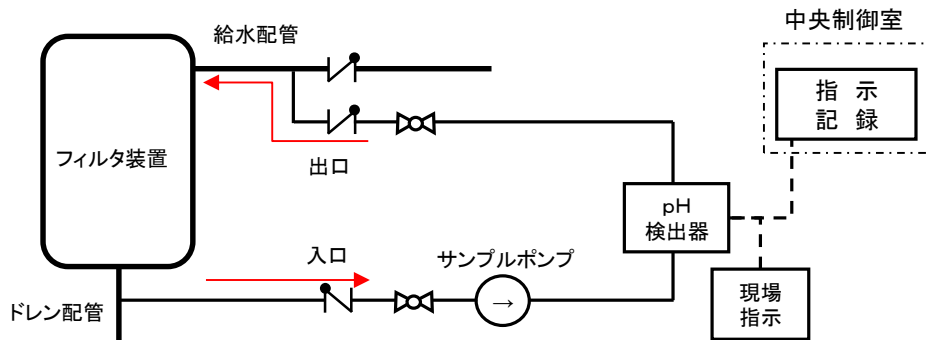 中央制御室
給水配管
指 示
記 録
フィルタ装置
出口
pH
検出器
入口
サンプルポンプ
→
ドレン配管
現場
指示